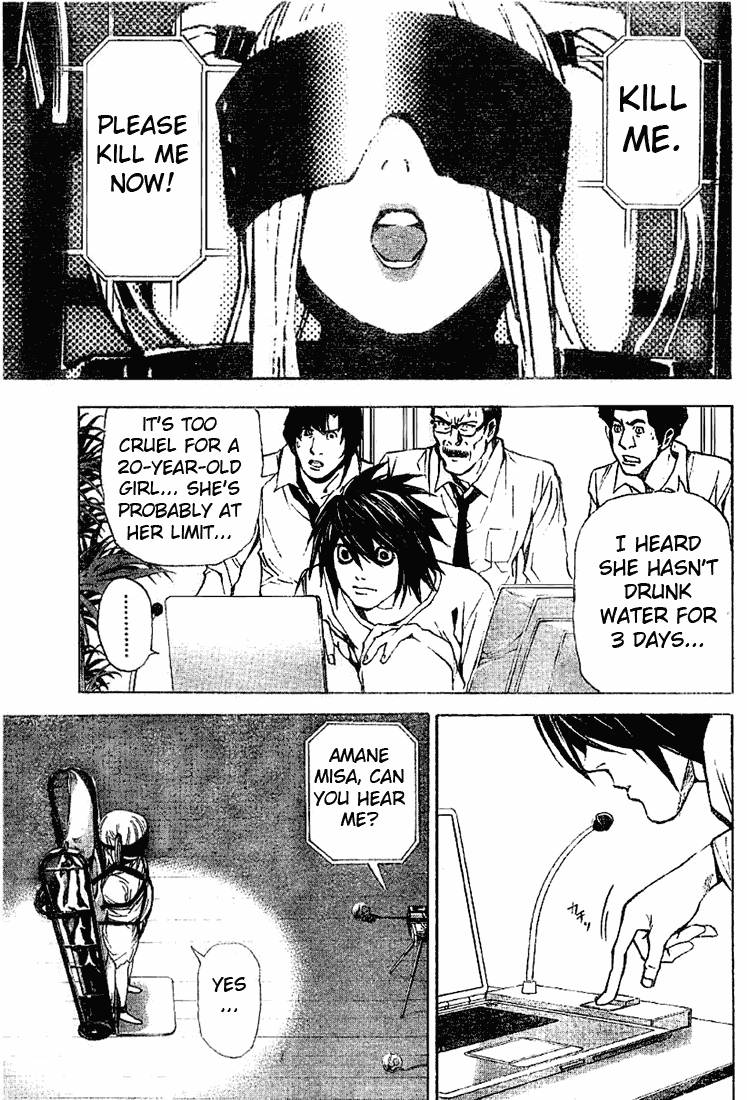 KILL
ME.
PLEASE
KILL ME
NOW!
I HEARD
SHE HASN'T
DRUNK
WATER FOR
3 DAYS...
IT'S TOO
CRUEL FOR A
20-YEAR-OLD
GIRL... SHE'S
PROBABLY AT
HER LIMIT...
.........
AMANE
MISA, CAN
YOU HEAR
ME?
YES
...